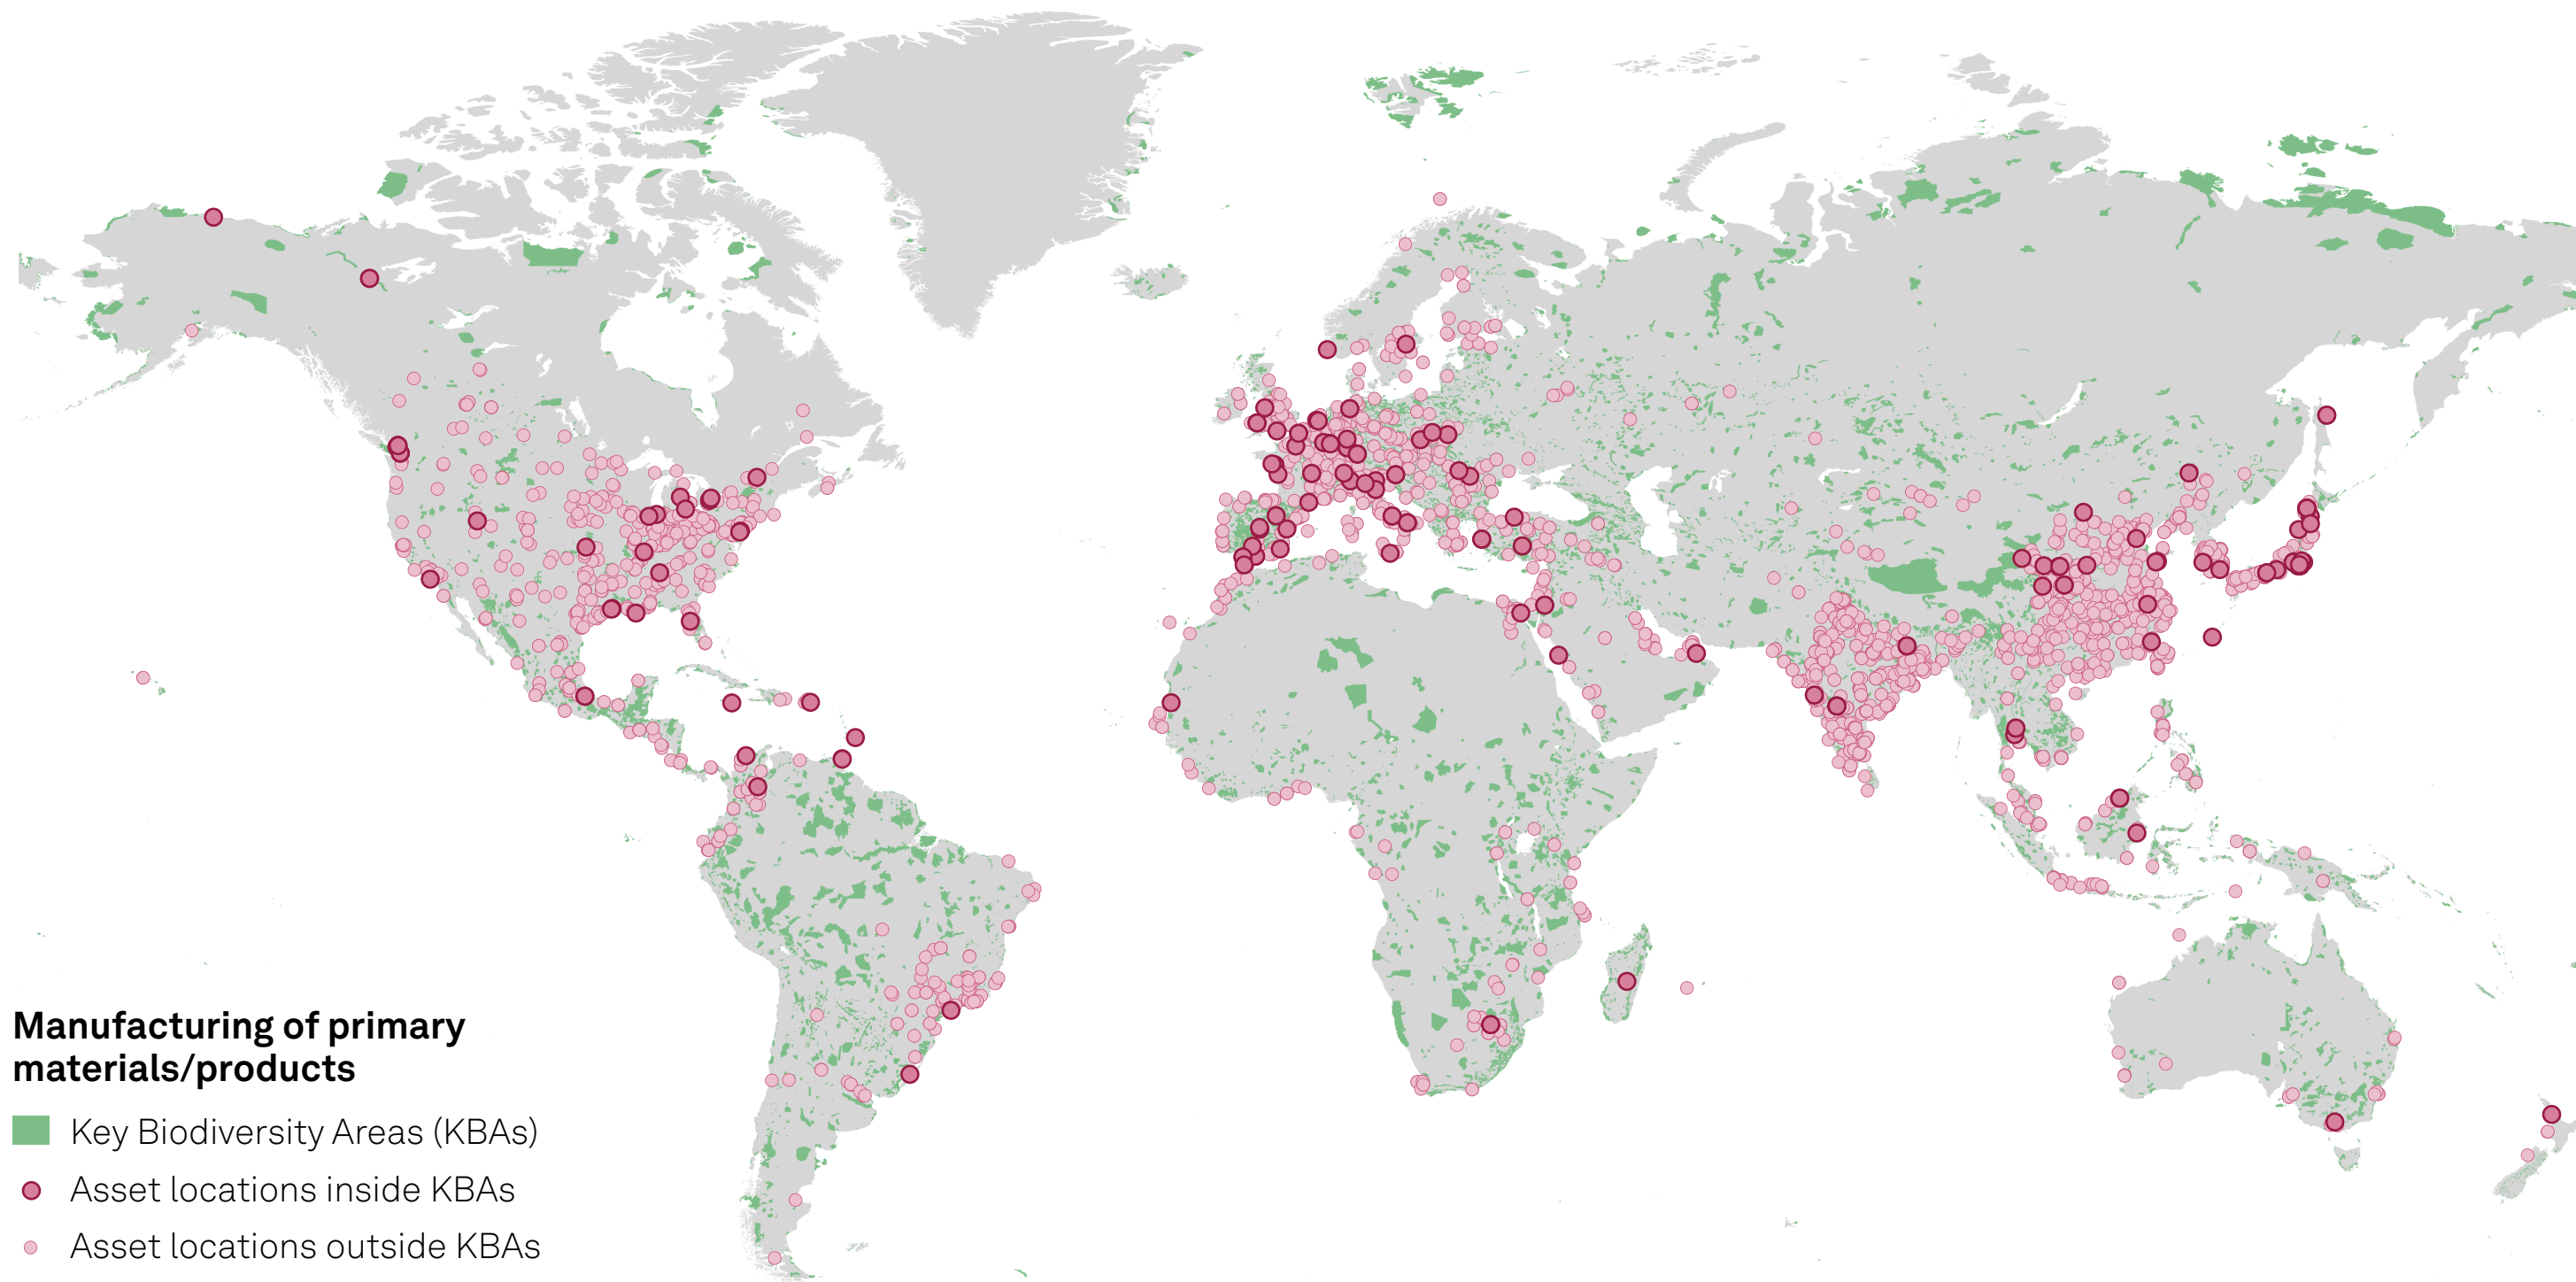 Manufacturing of primary
materials/products
Key Biodiversity Areas (KBAs)
Asset locations inside KBAs
Asset locations outside KBAs